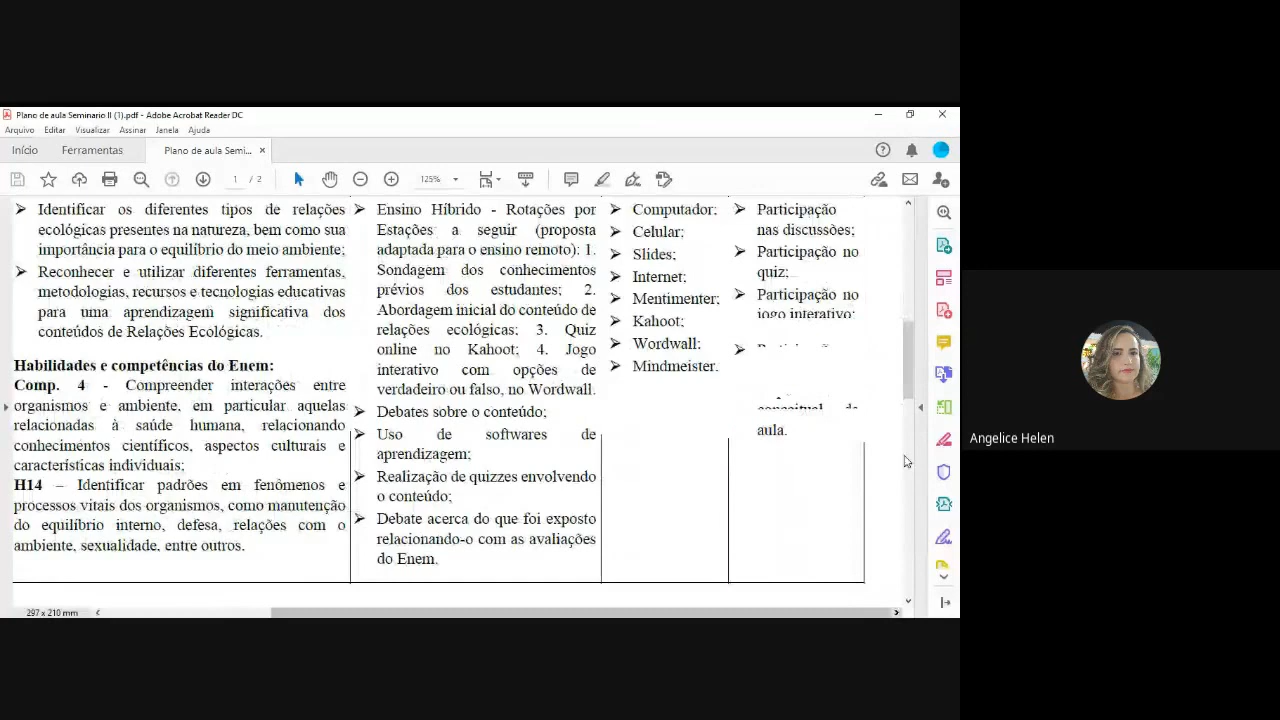 Plano de aula Seminario II (1).pdf - Adobe Acrobat Reader DC
Arquivo Editar Visualizar Assinar Janela Ajuda
Início Ferramentas Plano de aula Semi... ×
1 / 2 125%
Identificar os diferentes tipos de relações
ecológicas presentes na natureza, bem como sua
importância para o equilíbrio do meio ambiente;
Reconhecer e utilizar diferentes ferramentas,
metodologias, recursos e tecnologias educativas
para uma aprendizagem significativa dos
conteúdos de Relações Ecológicas.
Habilidades e competências do Enem:
Comp. 4 - Compreender interações entre
organismos e ambiente, em particular aquelas
relacionadas à saúde humana, relacionando
conhecimentos científicos, aspectos culturais e
características individuais;
H14 – Identificar padrões em fenômenos e
processos vitais dos organismos, como manutenção
do equilíbrio interno, defesa, relações com o
ambiente, sexualidade, entre outros.
Ensino Híbrido - Rotações por
Estações a seguir (proposta
adaptada para o ensino remoto): 1.
Sondagem dos conhecimentos
prévios dos estudantes; 2.
Abordagem inicial do conteúdo de
relações ecológicas; 3. Quiz
online no Kahoot; 4. Jogo
interativo com opções de
verdadeiro ou falso, no Wordwall.
Debates sobre o conteúdo;
Uso de softwares de
aprendizagem;
Realização de quizzes envolvendo
o conteúdo;
Debate acerca do que foi exposto
relacionando-o com as avaliações
do Enem.
Computador;
Celular;
Slides;
Internet;
Mentimenter;
Kahoot;
Wordwall;
Mindmeister.
Participação
nas discussões;
Participação no
quiz;
Participação no
jogo interativo;
conceitual da
aula.
297 x 210 mm
Angelice Helen